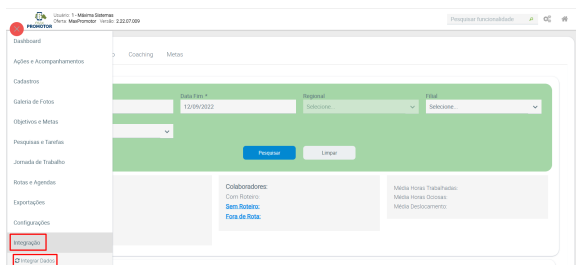 Usuário: 1 - Máxima Sistemas
Oferta: MaxPromotor Versão: 2.32.07.009
PROMOTOR
Pesquisar funcionalidade
Dashboard
Coaching Metas
Ações e Acompanhamentos
Cadastros
Data Fim * Regional Filial
Galeria de Fotos
12/09/2022 Selecione... Selecione...
Objetivos e Metas
Pesquisas e Tarefas
Pesquisar Limpar
Jornada de Trabalho
Rotas e Agendas
Colaboradores: Média Horas Trabalhadas:
Com Roteiro: Média Horas Ociosas:
Exportações
Sem Roteiro: Média Deslocamento:
Fora de Rota:
Configurações
Integração
Integrar Dados